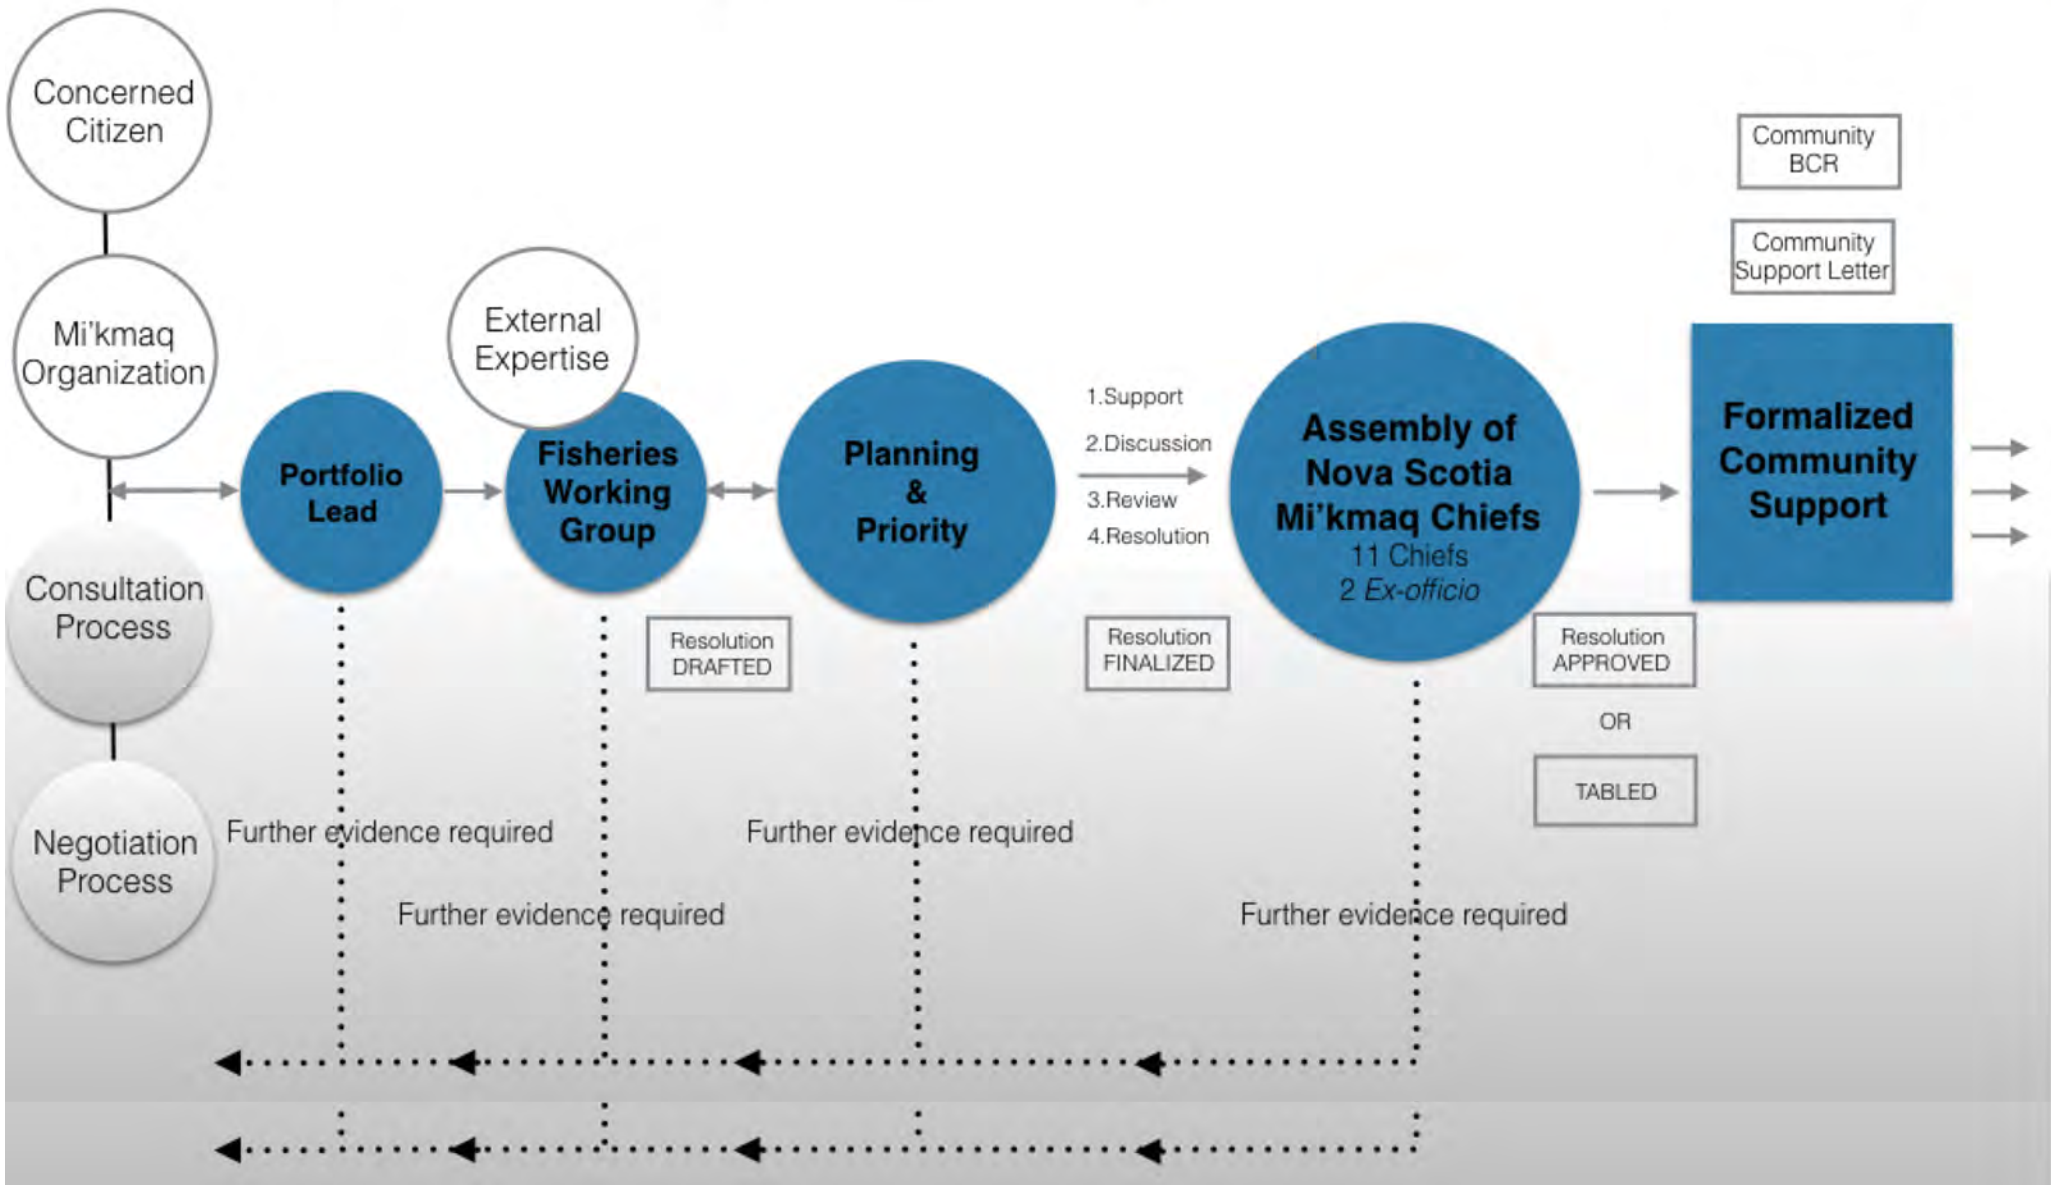 Concerned
Citizen
Mi'kmaq
Organization
Consultation
Process
Negotiation
Process
Portfolio
Lead
External
Expertise
Fisheries
Working
Group
Resolution
DRAFTED
Planning
&
Priority
1.Support
2.Discussion
3.Review
4.Resolution
Resolution
FINALIZED
Assembly of
Nova Scotia
Mi'kmaq Chiefs
11 Chiefs
2 Ex-officio
Resolution
APPROVED
OR
TABLED
Community
BCR
Community
Support Letter
Formalized
Community
Support
Further evidence required
Further evidence required
Further evidence required
Further evidence required